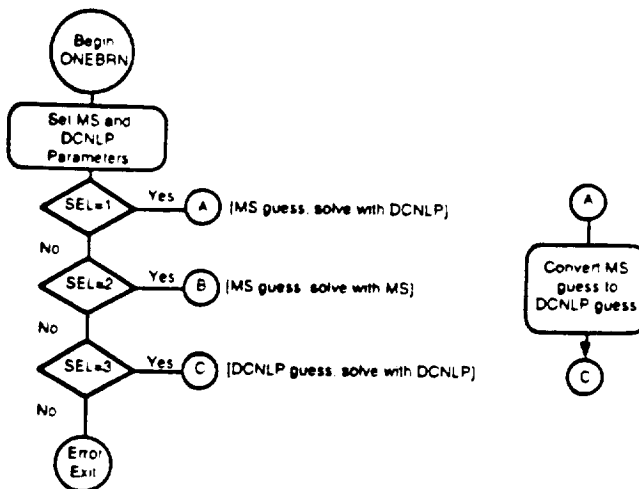 Begin
ONEBRN
Set MS and
DCNLP
Parameters
SEL=1
Yes
A
[MS guess, solve with DCNLP]
No
SEL=2
Yes
B
[MS guess, solve with MS]
No
SEL=3
Yes
C
[DCNLP guess, solve with DCNLP]
No
Error
Exit
A
Convert MS
guess to
DCNLP guess
C